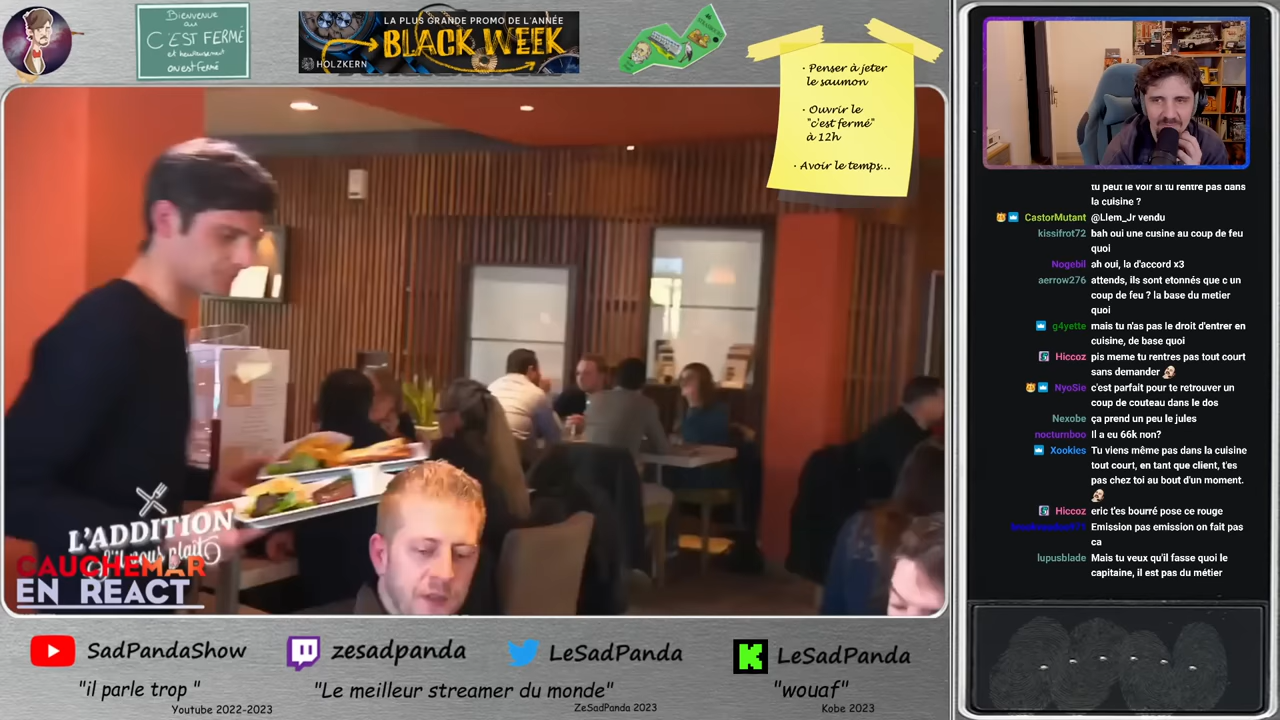 Bienvenue
au
C'EST FERMÉ
et heureusement
on est fermé
LA PLUS GRANDE PROMO DE L'ANNÉE
BLACK WEEK
HOLZKERN
· Penser à jeter
le saumon
· Ouvrir le
"c'est fermé"
à 12h
· Avoir le temps...
tu peut le voir si tu rentre pas dans
la cuisine ?
CastorMutant @Llem_Jr vendu
kissifrot72 bah oui une cusine au coup de feu
quoi
Nogebil ah oui, la d'accord x3
aerrow276 attends, ils sont etonnés que c un
coup de feu ? la base du metier
quoi
g4yette mais tu n'as pas le droit d'entrer en
cuisine, de base quoi
Hiccoz pis meme tu rentres pas tout court
sans demander
NyoSie c'est parfait pour te retrouver un
coup de couteau dans le dos
Nexobe ça prend un peu le jules
nocturnboo Il a eu 66k non?
Xookies Tu viens même pas dans la cuisine
tout court, en tant que client, t'es
pas chez toi au bout d'un moment.
Hiccoz eric t'es bourré pose ce rouge
Emission pas emission on fait pas
ca
lupusblade Mais tu veux qu'il fasse quoi le
capitaine, il est pas du métier
L'ADDITION
s'il vous plaît
CAUCHEMAR
EN REACT
SadPandaShow
zesadpanda
LeSadPanda
LeSadPanda
"il parle trop "
Youtube 2022-2023
"Le meilleur streamer du monde"
ZeSadPanda 2023
"wouaf"
Kobe 2023